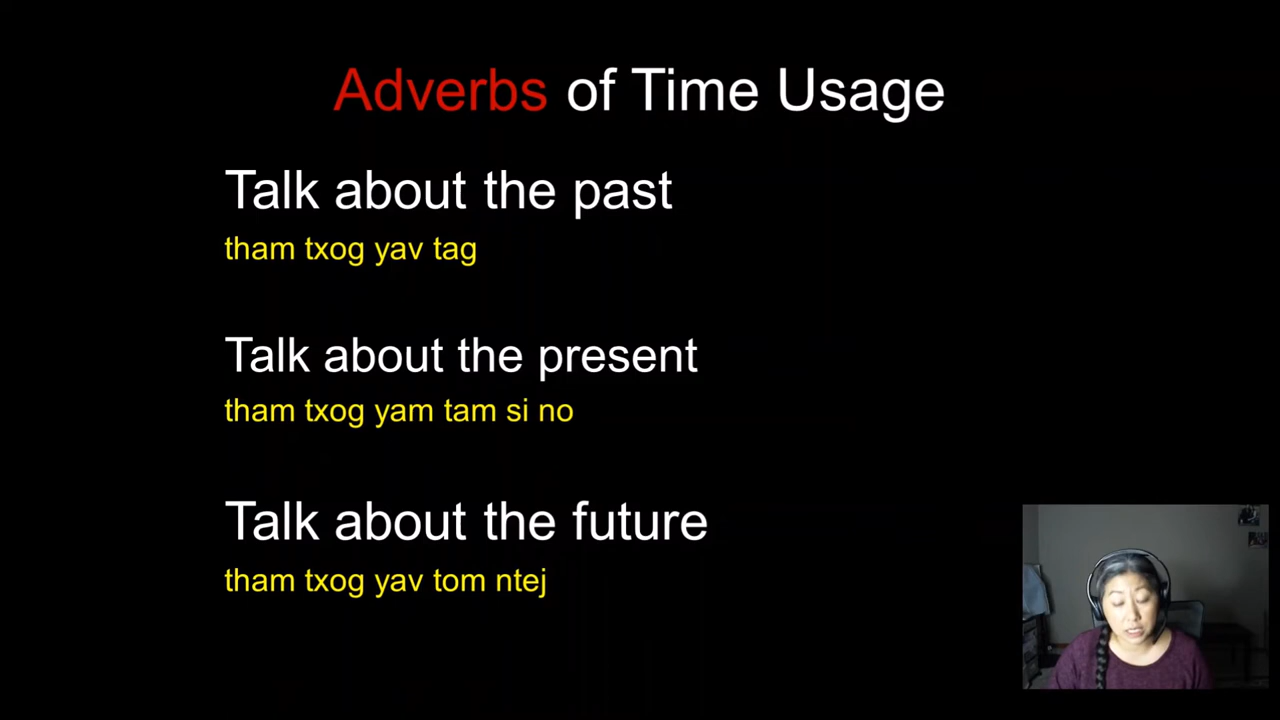 Adverbs of Time Usage
Talk about the past
tham txog yav tag
Talk about the present
tham txog yam tam si no
Talk about the future
tham txog yav tom ntej